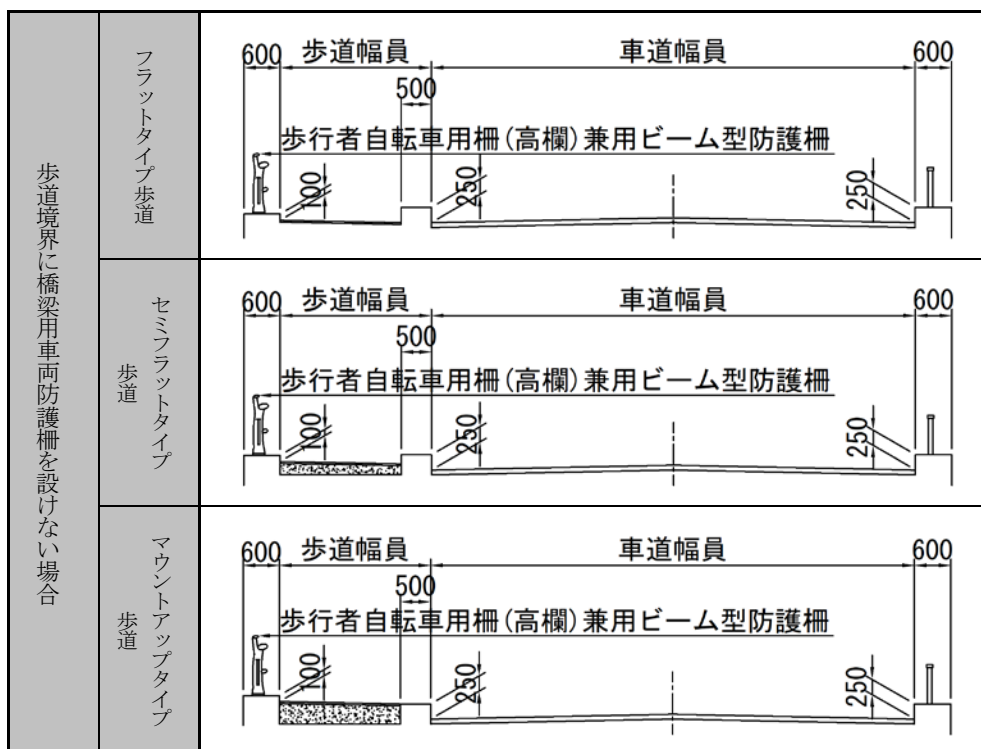 歩道境界に橋梁用車両防護柵を設けない場合
フラットタイプ歩道
600
歩道幅員
車道幅員
600
500
歩行者自転車用柵(高欄)兼用ビーム型防護柵
100
250
250
セミフラットタイプ
歩道
600
歩道幅員
車道幅員
600
500
歩行者自転車用柵(高欄)兼用ビーム型防護柵
100
250
250
マウントアップタイプ
歩道
600
歩道幅員
車道幅員
600
500
歩行者自転車用柵(高欄)兼用ビーム型防護柵
100
250
250